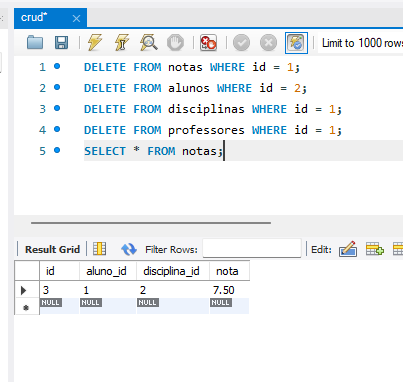 crud*
Limit to 1000 rows
1 DELETE FROM notas WHERE id = 1;
2 DELETE FROM alunos WHERE id = 2;
3 DELETE FROM disciplinas WHERE id = 1;
4 DELETE FROM professores WHERE id = 1;
5 SELECT * FROM notas;
Result Grid Filter Rows: Edit:
id aluno_id disciplina_id nota
3 1 2 7.50
NULL NULL NULL NULL